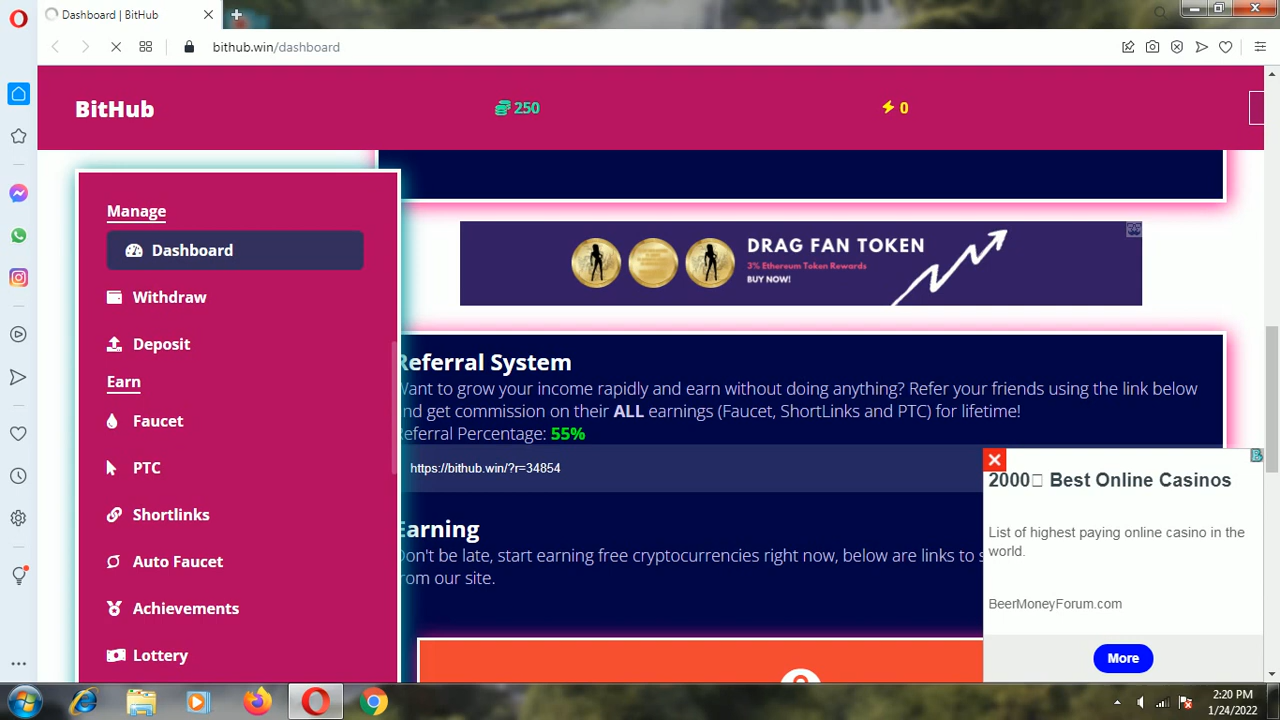 Dashboard | BitHub
bithub.win/dashboard
BitHub
250
0
Manage
Dashboard
Withdraw
Deposit
Earn
Faucet
PTC
Shortlinks
Auto Faucet
Achievements
Lottery
DRAG FAN TOKEN
3% Ethereum Token Rewards
BUY NOW!
Referral System
Want to grow your income rapidly and earn without doing anything? Refer your friends using the link below
and get commission on their ALL earnings (Faucet, ShortLinks and PTC) for lifetime!
Referral Percentage: 55%
https://bithub.win/?r=34854
Earning
Don't be late, start earning free cryptocurrencies right now, below are links to s
from our site.
2000 Best Online Casinos
List of highest paying online casino in the
world.
BeerMoneyForum.com
More
2:20 PM
1/24/2022